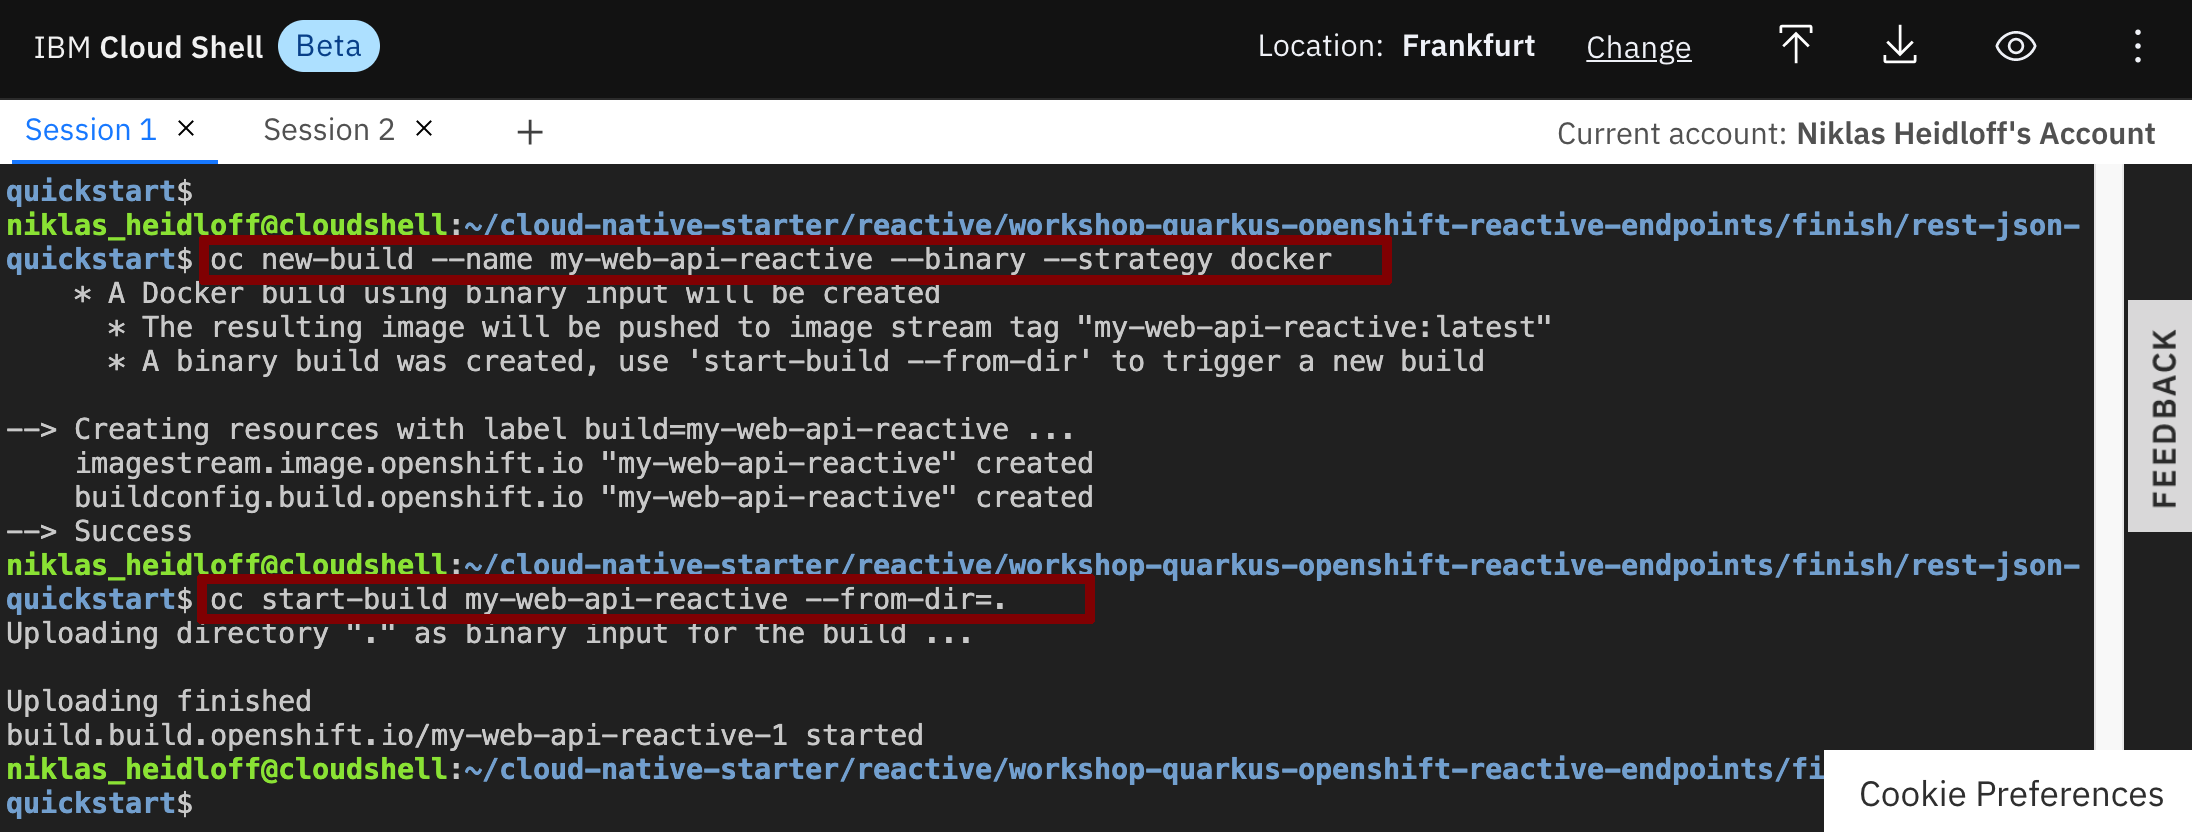 IBM Cloud Shell Beta Location: Frankfurt Change
Session 1 × Session 2 × + Current account: Niklas Heidloff's Account
quickstart$
niklas_heidloff@cloudshell:~/cloud-native-starter/reactive/workshop-quarkus-openshift-reactive-endpoints/finish/rest-json-
quickstart$ oc new-build --name my-web-api-reactive --binary --strategy docker
    * A Docker build using binary input will be created
      * The resulting image will be pushed to image stream tag "my-web-api-reactive:latest"
      * A binary build was created, use 'start-build --from-dir' to trigger a new build
--> Creating resources with label build=my-web-api-reactive ...
    imagestream.image.openshift.io "my-web-api-reactive" created
    buildconfig.build.openshift.io "my-web-api-reactive" created
--> Success
niklas_heidloff@cloudshell:~/cloud-native-starter/reactive/workshop-quarkus-openshift-reactive-endpoints/finish/rest-json-
quickstart$ oc start-build my-web-api-reactive --from-dir=.
Uploading directory "." as binary input for the build ...
Uploading finished
build.build.openshift.io/my-web-api-reactive-1 started
niklas_heidloff@cloudshell:~/cloud-native-starter/reactive/workshop-quarkus-openshift-reactive-endpoints/fi
quickstart$
FEEDBACK
Cookie Preferences